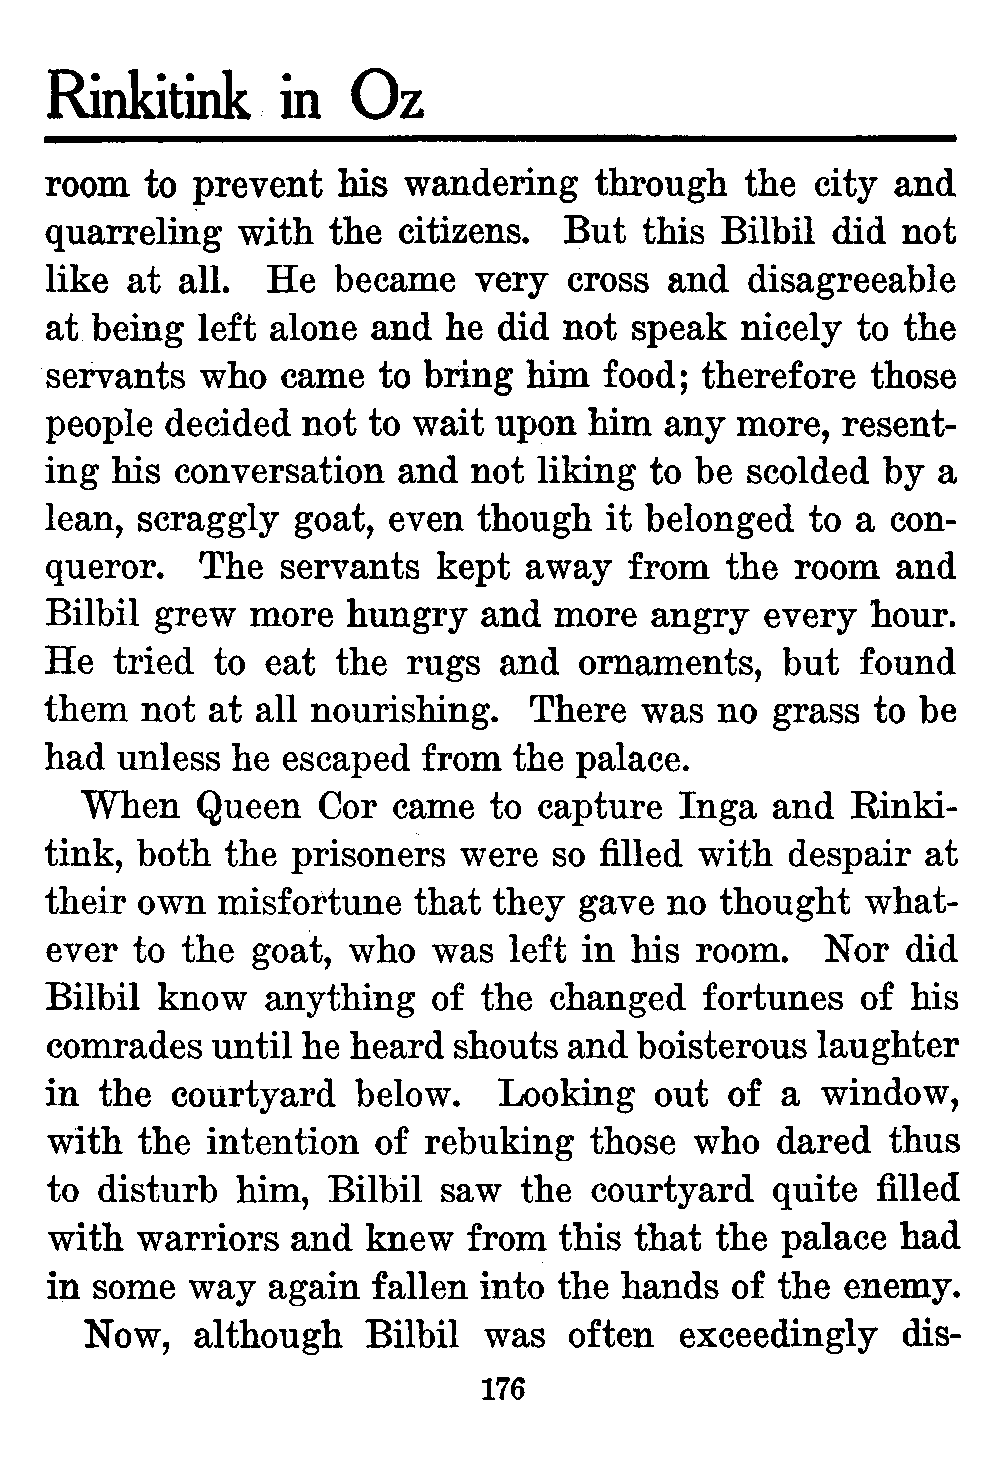 Rinkitink in Oz
room to prevent his wandering through the city and
quarreling with the citizens. But this Bilbil did not
like at all. He became very cross and disagreeable
at being left alone and he did not speak nicely to the
servants who came to bring him food; therefore those
people decided not to wait upon him any more, resent-
ing his conversation and not liking to be scolded by a
lean, scraggly goat, even though it belonged to a con-
queror. The servants kept away from the room and
Bilbil grew more hungry and more angry every hour.
He tried to eat the rugs and ornaments, but found
them not at all nourishing. There was no grass to be
had unless he escaped from the palace.
When Queen Cor came to capture Inga and Rinki-
tink, both the prisoners were so filled with despair at
their own misfortune that they gave no thought what-
ever to the goat, who was left in his room. Nor did
Bilbil know anything of the changed fortunes of his
comrades until he heard shouts and boisterous laughter
in the courtyard below. Looking out of a window,
with the intention of rebuking those who dared thus
to disturb him, Bilbil saw the courtyard quite filled
with warriors and knew from this that the palace had
in some way again fallen into the hands of the enemy.
Now, although Bilbil was often exceedingly dis-
176